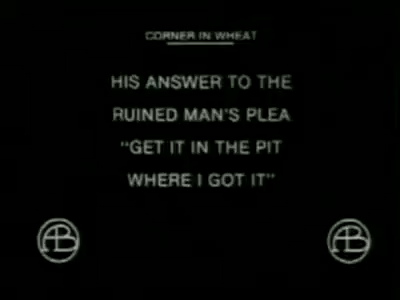 CORNER IN WHEAT
HIS ANSWER TO THE
RUINED MAN'S PLEA
"GET IT IN THE PIT
WHERE I GOT IT"
AB AB